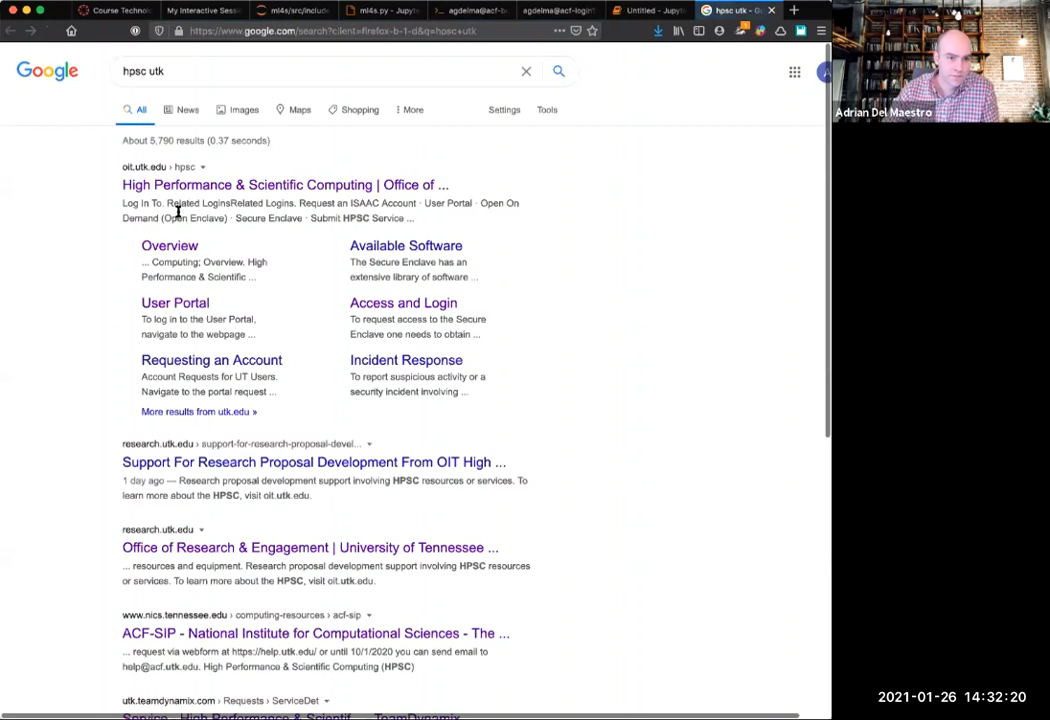 Course Techno
My Interactive Sessi
ml4s/src/include
ml4s.py - Jupyte
agdelma@acf-b
agdelma@acf-login1
Untitled - Jupyte
hpsc utk - Go
https://www.google.com/search?client=firefox-b-1-d&q=hpsc+utk
Google
hpsc utk
All
News
Images
Maps
Shopping
More
Settings
Tools
About 5,790 results (0.37 seconds)
oit.utk.edu › hpsc
High Performance & Scientific Computing | Office of ...
Log In To. Related LoginsRelated Logins. Request an ISAAC Account · User Portal · Open On
Demand (Open Enclave) · Secure Enclave · Submit HPSC Service ...
Overview
... Computing; Overview. High
Performance & Scientific ...
Available Software
The Secure Enclave has an
extensive library of software ...
User Portal
To log in to the User Portal,
navigate to the webpage ...
Access and Login
To request access to the Secure
Enclave one needs to obtain ...
Requesting an Account
Account Requests for UT Users.
Navigate to the portal request ...
Incident Response
To report suspicious activity or a
security incident involving ...
More results from utk.edu »
research.utk.edu › support-for-research-proposal-devel...
Support For Research Proposal Development From OIT High ...
1 day ago — Research proposal development support involving HPSC resources or services. To
learn more about the HPSC, visit oit.utk.edu.
research.utk.edu
Office of Research & Engagement | University of Tennessee ...
... resources and equipment. Research proposal development support involving HPSC resources
or services. To learn more about the HPSC, visit oit.utk.edu.
www.nics.tennessee.edu › computing-resources › acf-sip
ACF-SIP - National Institute for Computational Sciences - The ...
... request via webform at https://help.utk.edu/ or until 10/1/2020 you can send email to
help@acf.utk.edu. High Performance & Scientific Computing (HPSC)
utk.teamdynamix.com › Requests › ServiceDet
Service - High Performance & Scientif... - TeamDynamix
Adrian Del Maestro
2021-01-26 14:32:20